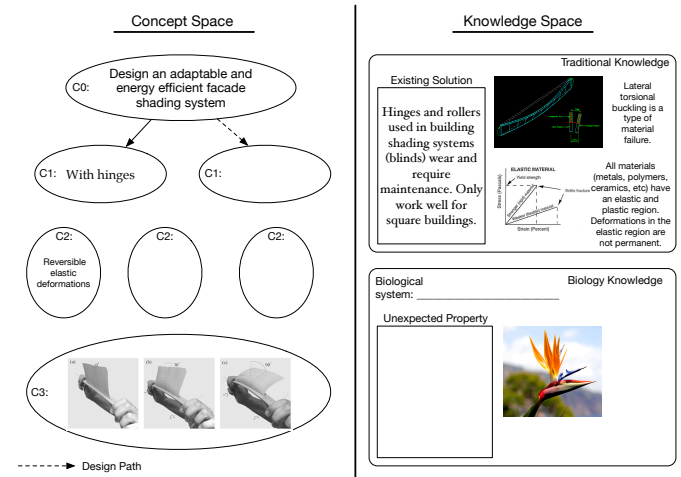 Concept Space
Knowledge Space
C0:
Design an adaptable and
energy efficient facade
shading system
C1:
With hinges
C1:
C2:
Reversible
elastic
deformations
C2:
C2:
C3:
(a)
(b)
(c)
90°
Design Path
Traditional Knowledge
Existing Solution
Hinges and rollers
used in building
shading systems
(blinds) wear and
require
maintenance. Only
work well for
square buildings.
Lateral
torsional
buckling is a
type of
material
failure.
ELASTIC MATERIAL
Yield strength
Brittle fracture
Stress (Pascals)
Strain (Percent)
All materials
(metals, polymers,
ceramics, etc) have
an elastic and
plastic region.
Deformations in the
elastic region are
not permanent.
Biological
system: ________________________
Biology Knowledge
Unexpected Property